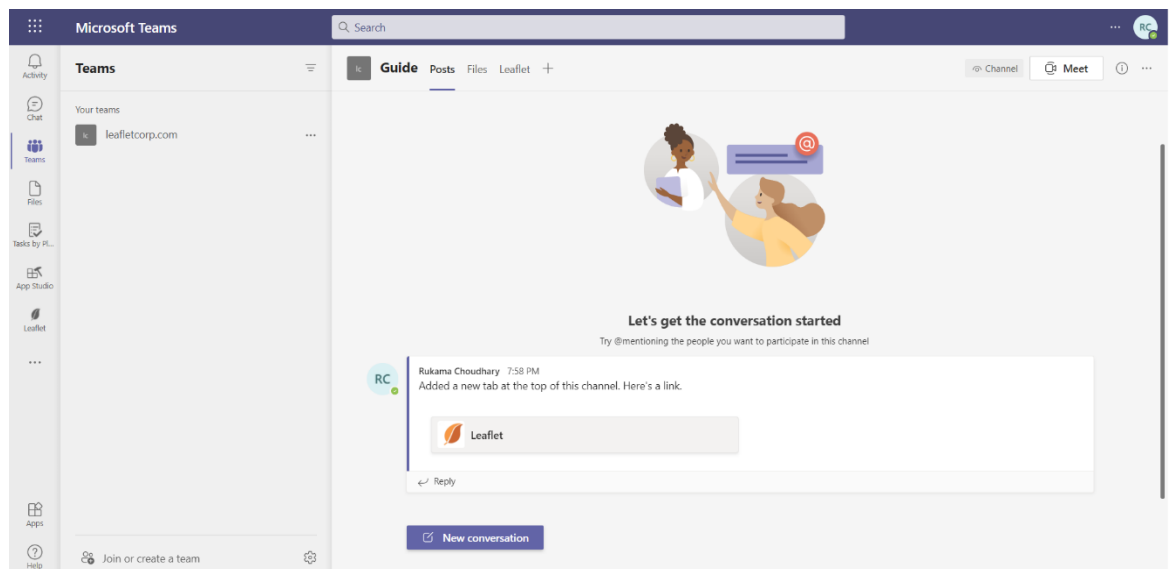 Microsoft Teams
Search
RC
Activity
Chat
Teams
Files
Tasks by Pl...
App Studio
Leaflet
Apps
Help
Teams
Your teams
lc leafletcorp.com
Join or create a team
lc Guide Posts Files Leaflet
Channel Meet
Let's get the conversation started
Try @mentioning the people you want to participate in this channel
RC
Rukama Choudhary 7:58 PM
Added a new tab at the top of this channel. Here's a link.
Leaflet
Reply
New conversation